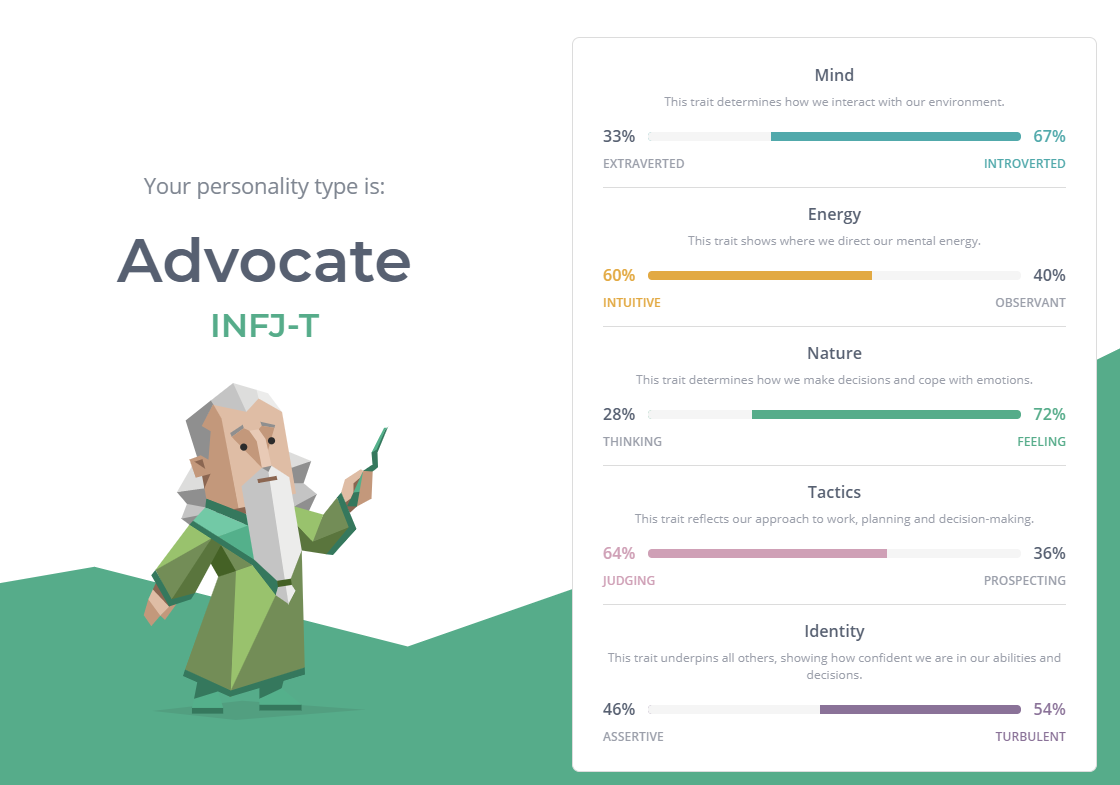 Your personality type is:
Advocate
INFJ-T
Mind
This trait determines how we interact with our environment.
33% 67%
EXTRAVERTED INTROVERTED
Energy
This trait shows where we direct our mental energy.
60% 40%
INTUITIVE OBSERVANT
Nature
This trait determines how we make decisions and cope with emotions.
28% 72%
THINKING FEELING
Tactics
This trait reflects our approach to work, planning and decision-making.
64% 36%
JUDGING PROSPECTING
Identity
This trait underpins all others, showing how confident we are in our abilities and
decisions.
46% 54%
ASSERTIVE TURBULENT